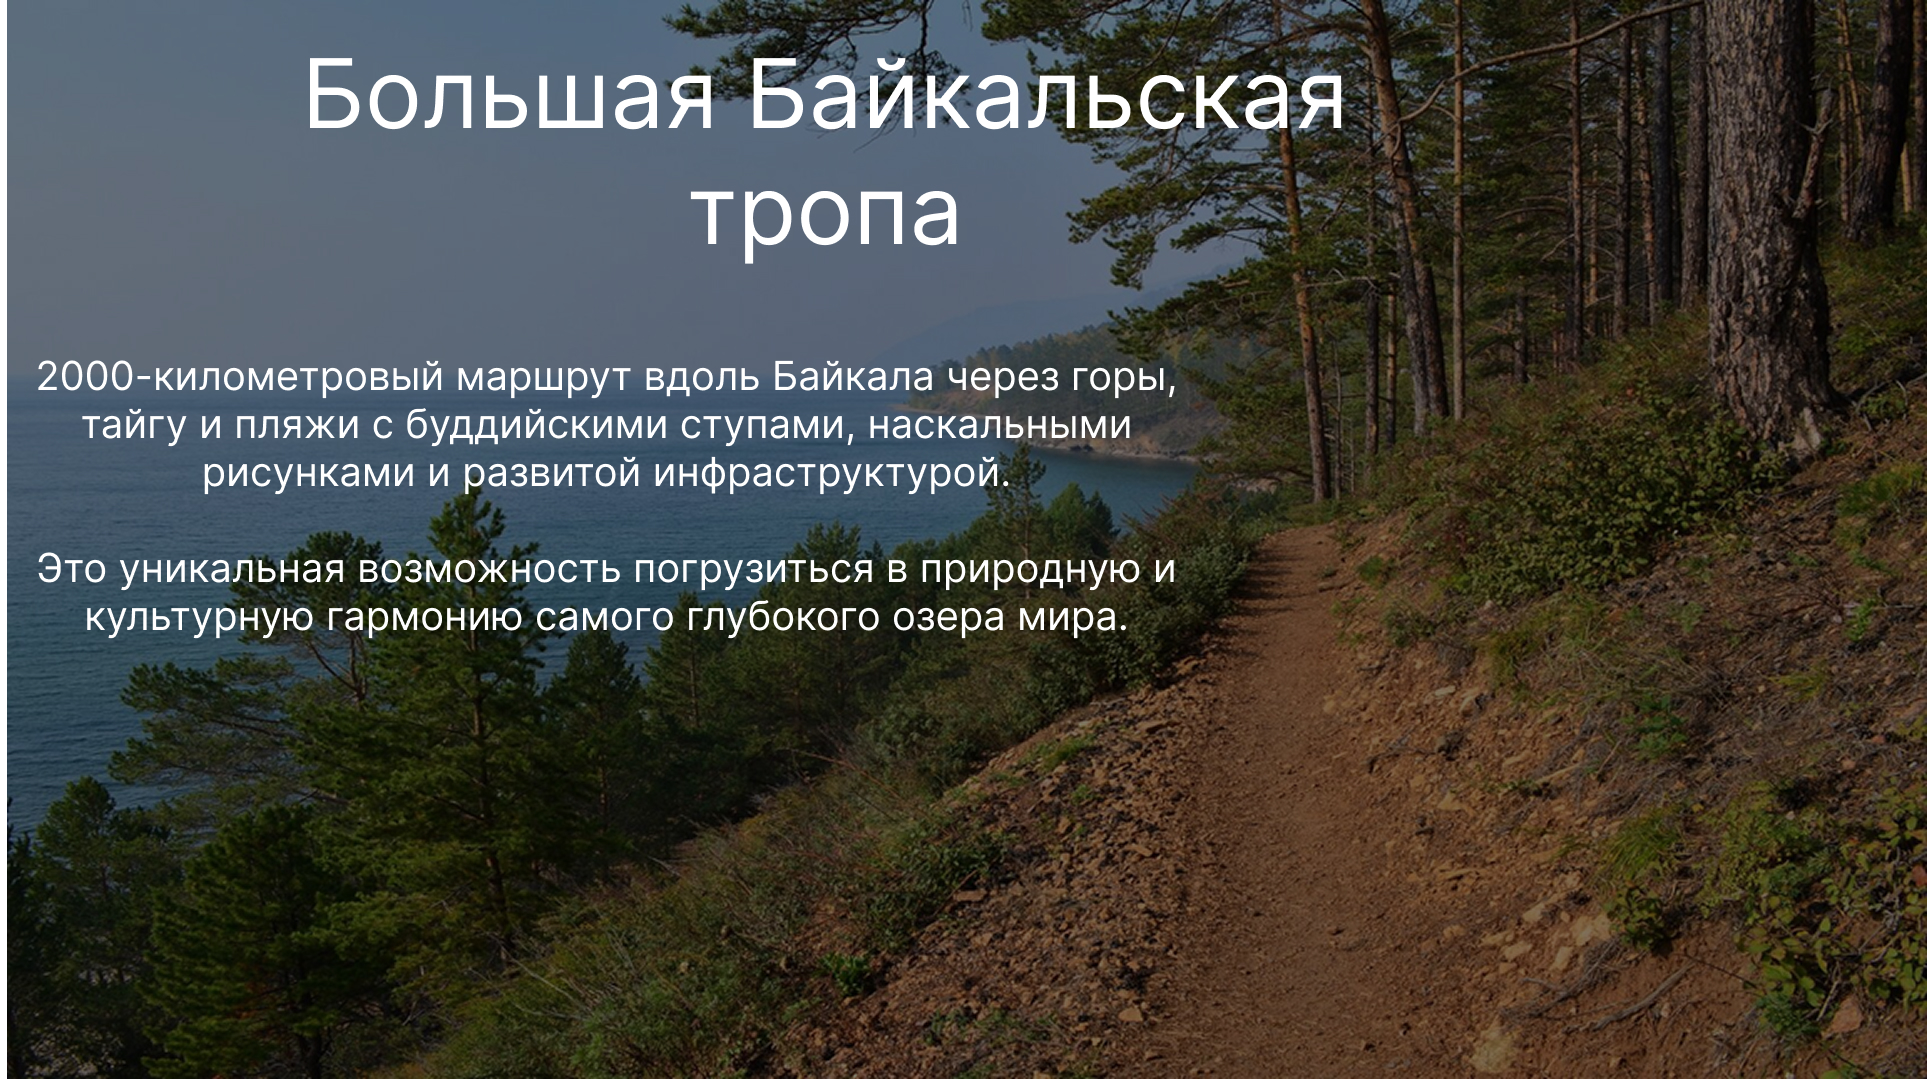 Большая Байкальская
тропа
2000-километровый маршрут вдоль Байкала через горы,
тайгу и пляжи с буддийскими ступами, наскальными
рисунками и развитой инфраструктурой.
Это уникальная возможность погрузиться в природную и
культурную гармонию самого глубокого озера мира.